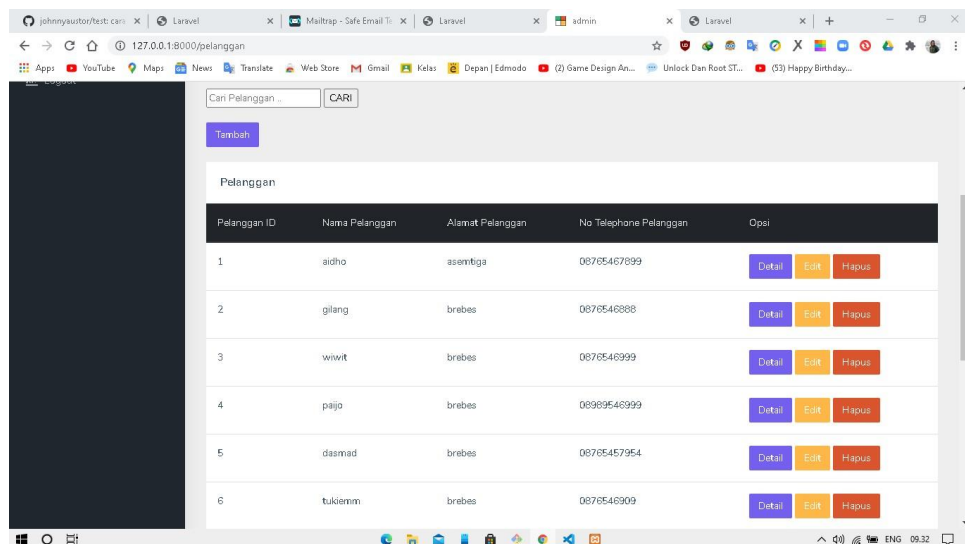 johnnyaustor/test: cari Laravel Mailtrap - Safe Email Te Laravel admin Laravel
127.0.0.1:8000/pelanggan
Apps YouTube Maps News Translate Web Store Gmail Kelas Depan | Edmodo (2) Game Design An... Unlock Dan Root ST... (53) Happy Birthday...
Logout
Cari Pelanggan .. CARI
Tambah
Pelanggan
Pelanggan ID Nama Pelanggan Alamat Pelanggan No Telephone Pelanggan Opsi
1 aidho asemtiga 08765467899 Detail Edit Hapus
2 gilang brebes 0876546888 Detail Edit Hapus
3 wiwit brebes 0876546999 Detail Edit Hapus
4 paijo brebes 08989546999 Detail Edit Hapus
5 dasmad brebes 08765457954 Detail Edit Hapus
6 tukiemm brebes 0876546909 Detail Edit Hapus
ENG 09.32